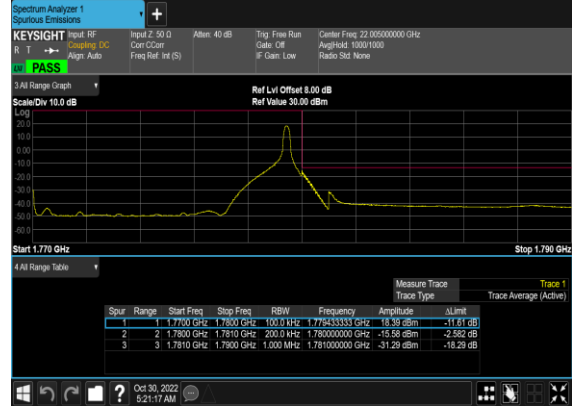 Spectrum Analyzer 1
Spurious Emissions
+
KEYSIGHT Input: RF Input Z: 50 Ω Atten: 40 dB Trig: Free Run Center Freq: 22.005000000 GHz
R T Coupling: DC Corr CCorr Gate: Off Avg|Hold: 1000/1000
Align: Auto Freq Ref: Int (S) IF Gain: Low Radio Std: None
PASS
3 All Range Graph Ref Lvl Offset 8.00 dB
Scale/Div 10.0 dB Ref Value 30.00 dBm
Log
20.0
10.0
0.00
-10.0
-20.0
-30.0
-40.0
-50.0
-60.0
Start 1.770 GHz Stop 1.790 GHz
4 All Range Table
Measure Trace Trace 1
Trace Type Trace Average (Active)
Spur Range Start Freq Stop Freq RBW Frequency Amplitude ΔLimit
1 1 1.7700 GHz 1.7800 GHz 100.0 kHz 1.779433333 GHz 18.39 dBm -11.61 dB
2 2 1.7800 GHz 1.7810 GHz 200.0 kHz 1.780000000 GHz -15.58 dBm -2.582 dB
3 3 1.7810 GHz 1.7900 GHz 1.000 MHz 1.781000000 GHz -31.29 dBm -18.29 dB
? Oct 30, 2022
5:21:17 AM